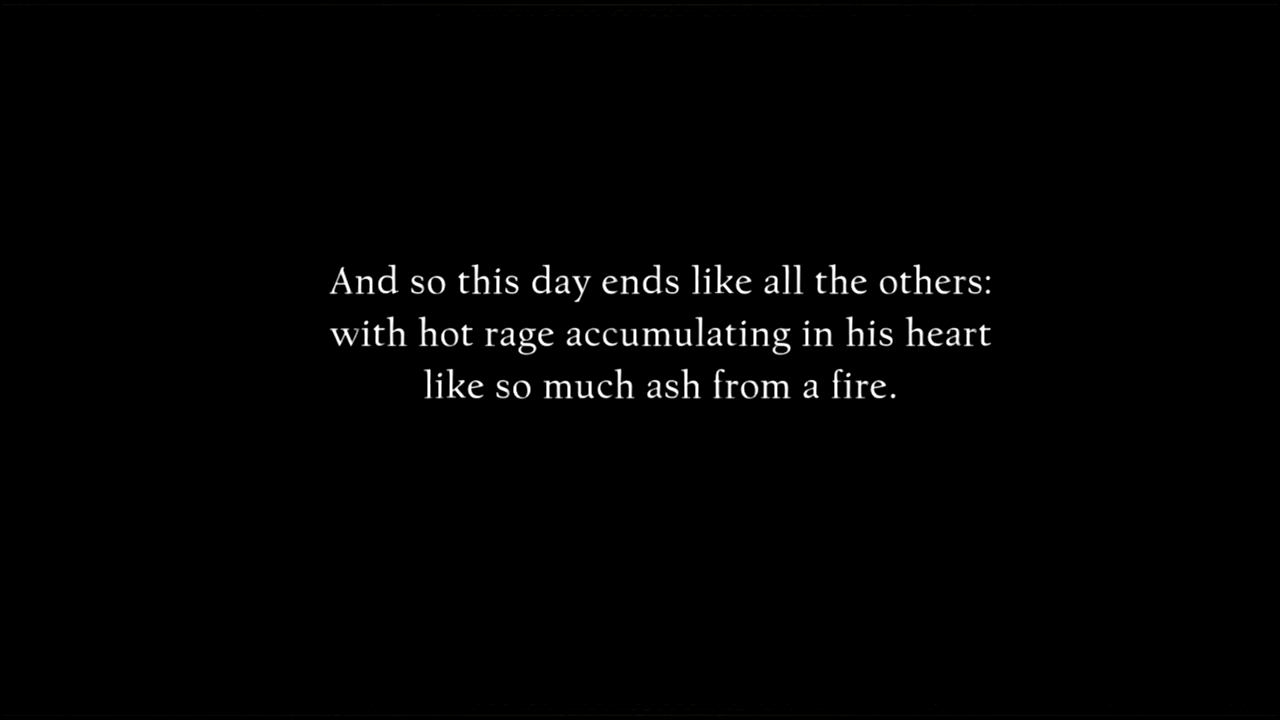 And so this day ends like all the others:
with hot rage accumulating in his heart
like so much ash from a fire.